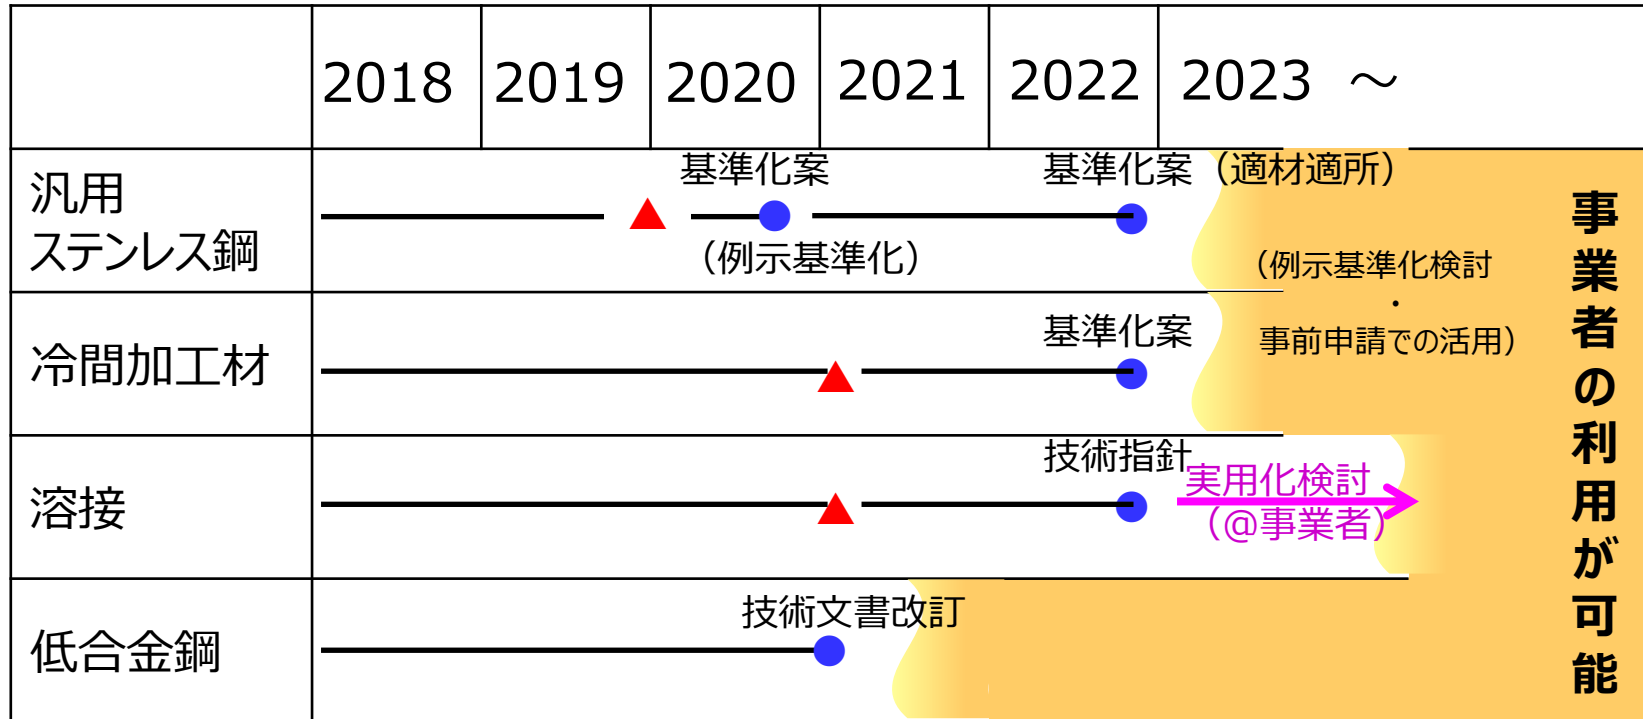 2018 2019 2020 2021 2022 2023 ～
汎用
ステンレス鋼
基準化案
（例示基準化）
基準化案（適材適所）
（例示基準化検討
・
事前申請での活用）
冷間加工材
基準化案
溶接
技術指針
実用化検討
（@事業者）
低合金鋼
技術文書改訂
事業者の利用が可能